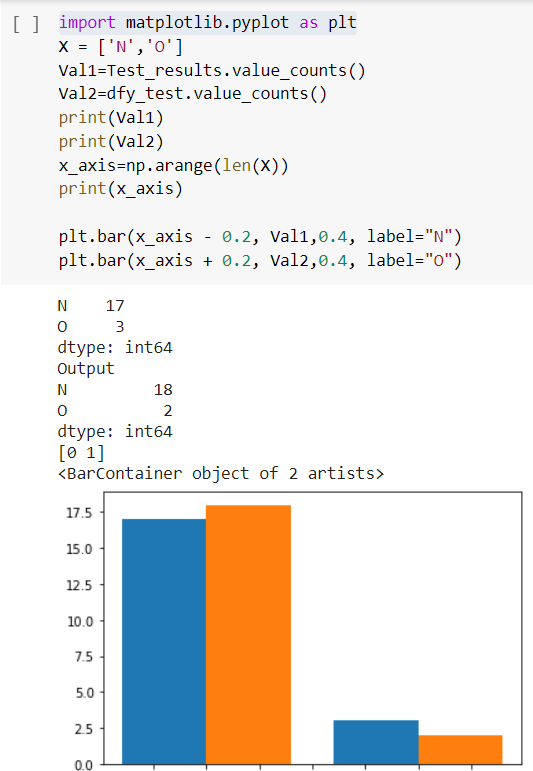 [ ] import matplotlib.pyplot as plt
X = ['N','O']
Val1=Test_results.value_counts()
Val2=dfy_test.value_counts()
print(Val1)
print(Val2)
x_axis=np.arange(len(X))
print(x_axis)
plt.bar(x_axis - 0.2, Val1,0.4, label="N")
plt.bar(x_axis + 0.2, Val2,0.4, label="O")
N    17
O     3
dtype: int64
Output
N         18
O          2
dtype: int64
[0 1]
<BarContainer object of 2 artists>
17.5
15.0
12.5
10.0
7.5
5.0
2.5
0.0